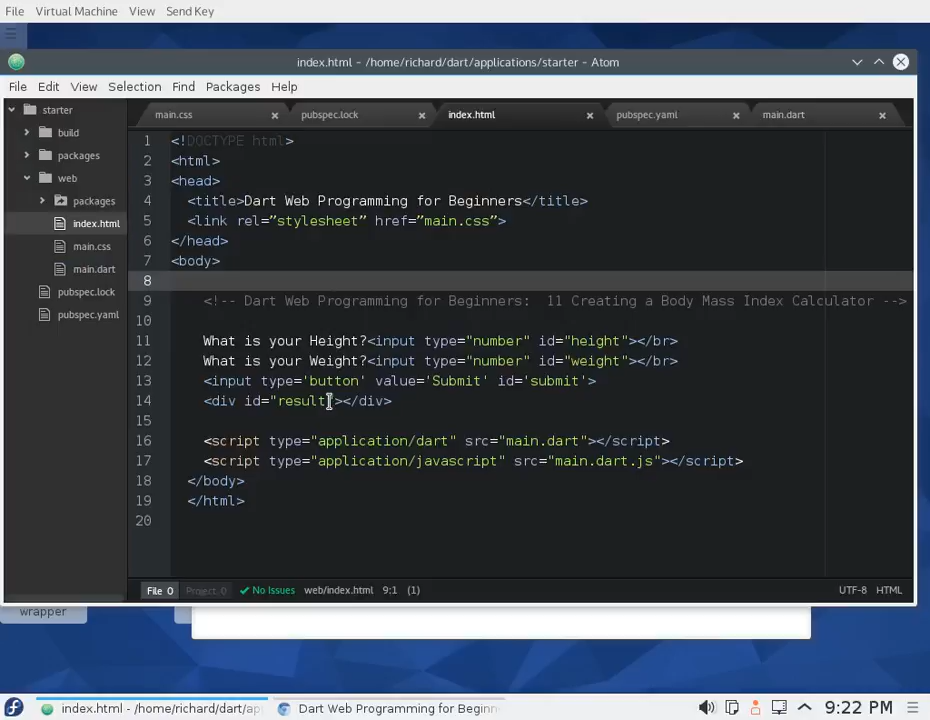 File Virtual Machine View Send Key
index.html - /home/richard/dart/applications/starter - Atom
File Edit View Selection Find Packages Help
starter
build
packages
web
packages
index.html
main.css
main.dart
pubspec.lock
pubspec.yaml
main.css pubspec.lock index.html pubspec.yaml main.dart
1 <!DOCTYPE html>
2 <html>
3 <head>
4 <title>Dart Web Programming for Beginners</title>
5 <link rel=”stylesheet” href=”main.css”>
6 </head>
7 <body>
8
9 <!-- Dart Web Programming for Beginners:  11 Creating a Body Mass Index Calculator -->
10
11 What is your Height?<input type="number" id="height"></br>
12 What is your Weight?<input type="number" id="weight"></br>
13 <input type='button' value='Submit' id='submit'>
14 <div id="result"></div>
15
16 <script type="application/dart" src="main.dart"></script>
17 <script type="application/javascript" src="main.dart.js"></script>
18 </body>
19 </html>
20
File 0 Project 0 No Issues web/index.html 9:1 (1) UTF-8 HTML
wrapper
index.html - /home/richard/dart/ap Dart Web Programming for Beginn 9:22 PM